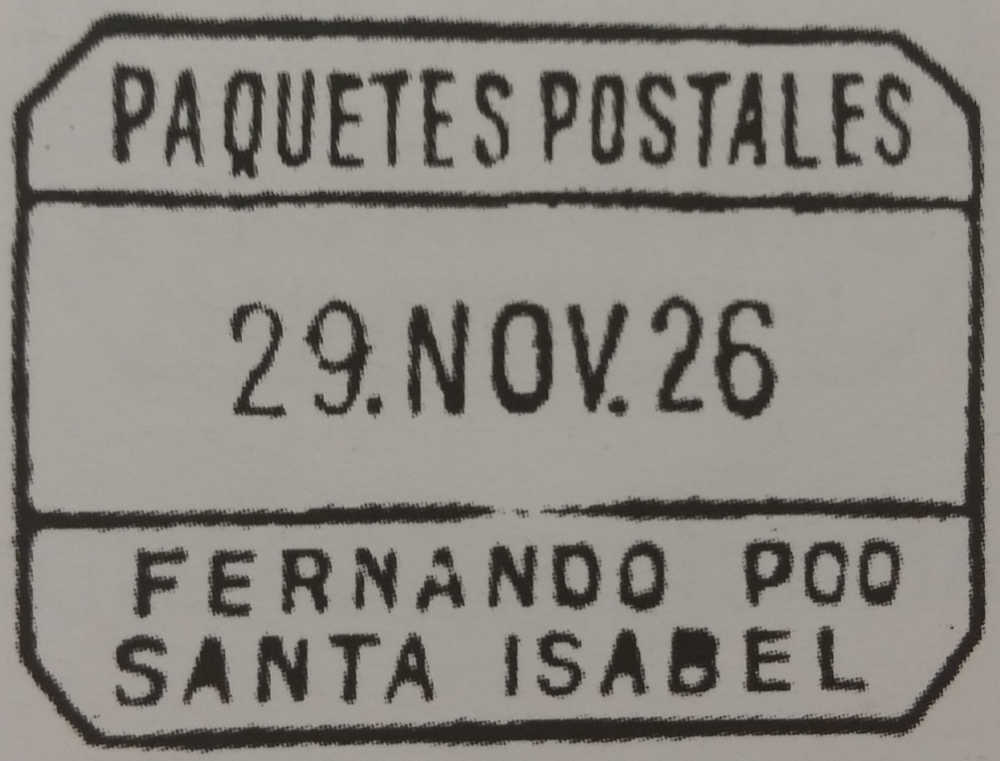 PAQUETES POSTALES
29.NOV.26
FERNANDO POO
SANTA ISABEL